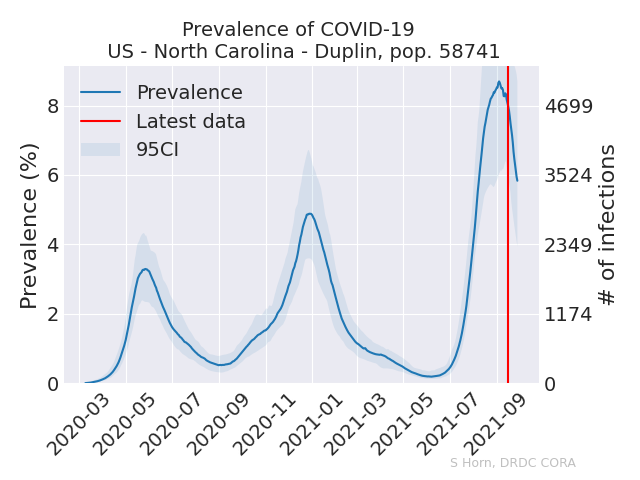 Prevalence of COVID-19
US - North Carolina - Duplin, pop. 58741
Prevalence
Latest data
95CI
Prevalence (%)
8
6
4
2
0
4699
3524
2349
1174
0
# of infections
2020-03
2020-05
2020-07
2020-09
2020-11
2021-01
2021-03
2021-05
2021-07
2021-09
S Horn, DRDC CORA